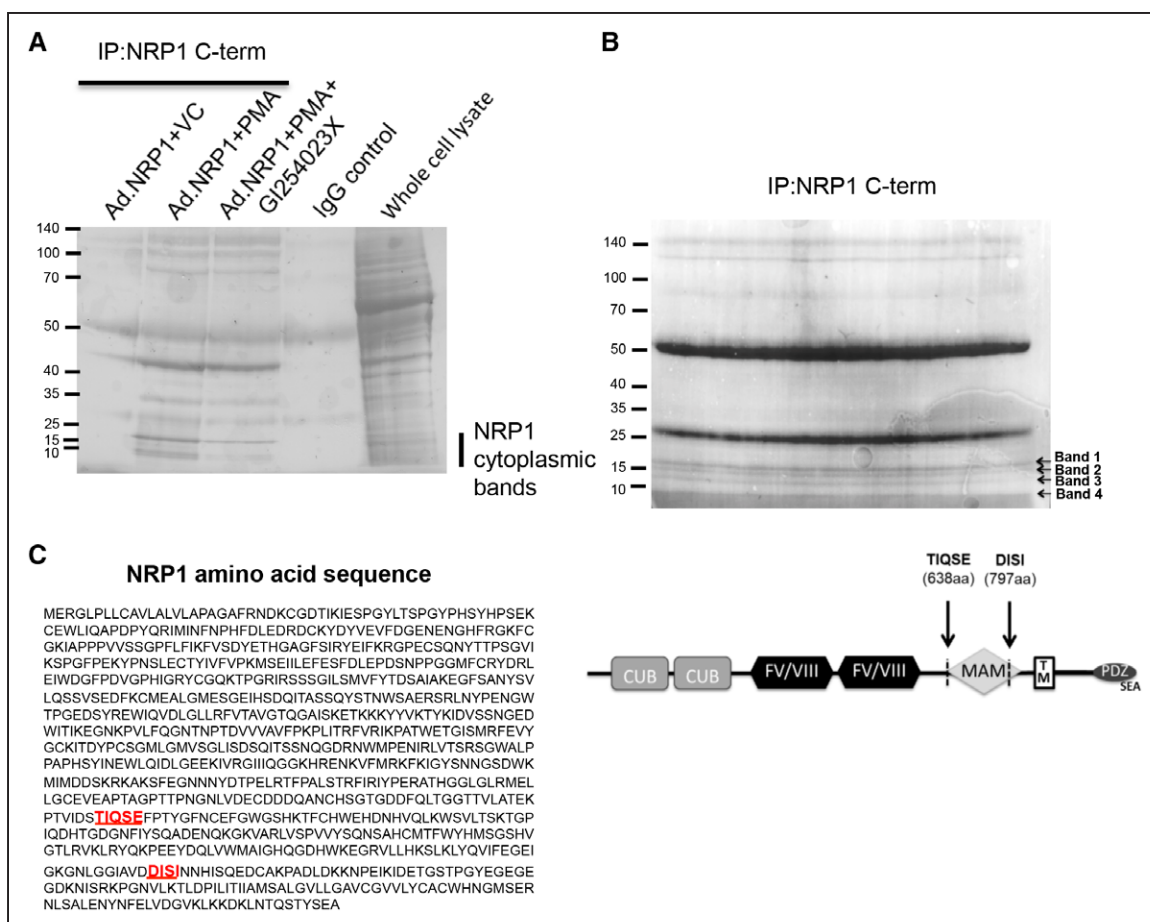 A
IP:NRP1 C-term
Ad.NRP1+VC
Ad.NRP1+PMA
Ad.NRP1+PMA+
GI254023X
IgG control
Whole cell lysate
140
100
70
50
40
35
25
15
10
NRP1
cytoplasmic
bands
B
IP:NRP1 C-term
140
100
70
50
40
35
25
15
10
Band 1
Band 2
Band 3
Band 4
C
NRP1 amino acid sequence
MERGLPLLCAVLALVLAPAGAFRNDKCGDTIKIESPGYLTSPGYPHSYHPSEK
CEWLIQAPDPYQRIMINFNPHFDLEDRDCKYDYVEVFDGENENGHFRGKFC
GKIAPPPVVSSGPFLFIKFVSDYETHGAGFSIRYEIFKRGPECSQNYTTPSGVI
KSPGFPEKYPNSLECTYIVFVPKMSEIILEFESFDLEPDSNPPGGMFCRYDRL
EIWDGFPDVGPHIGRYCGQKTPGRIRSSSGILSMVFYTDSAIAKEGFSANYSV
LQSSVSEDFKCMEALGMESGEIHSDQITASSQYSTNWSAERSRLNYPENGW
TPGEDSYREWIQVDLGLLRFVTAVGTQGAISKETKKKYYVKTYKIDVSSNGED
WITIKEGNKPVLFQGNTNPTDVVVAVFPKPLITRFVRIKPATWETGISMRFEVY
GCKITDYPCSGMLGMVSGLISDSQITSSNQGDRNWMPENIRLVTSRSGWALP
PAPHSYINEWLQIDLGEEKIVRGIIIQGGKHRENKVFMRKFKIGYSNNGSDWK
MIMDDSKRKAKSFEGNNNYDTPELRTFPALSTRFIRIYPERATHGGLGLRMEL
LGCEVEAPTAGPTTPNGNLVDECDDDQANCHSGTGDDFQLTGGTTVLATEK
PTVIDSTIQSEFPTYGFNCEFGWGSHKTFCHWEHDNHVQLKWSVLTSKTGP
IQDHTGDGNFIYSQADENQKGKVARLVSPVVYSQNSAHCMTFWYHMSGSHV
GTLRVKLRYQKPEEYDQLVWMAIGHQGDHWKEGRVLLHKSLKLYQVIFEGEI
GKGNLGGIAVDDISINNHISQEDCAKPADLDKKNPEIKIDETGSTPGYEGEGE
GDKNISRKPGNVLKTLDPILITIIAMSALGVLLGAVCGVVLYCACWHNGMSER
NLSALENYNFELVDGVKLKKDKLNTQSTYSEA
TIQSE
(638aa)
DISI
(797aa)
CUB
CUB
FV/VIII
FV/VIII
MAM
T
M
PDZ
SEA